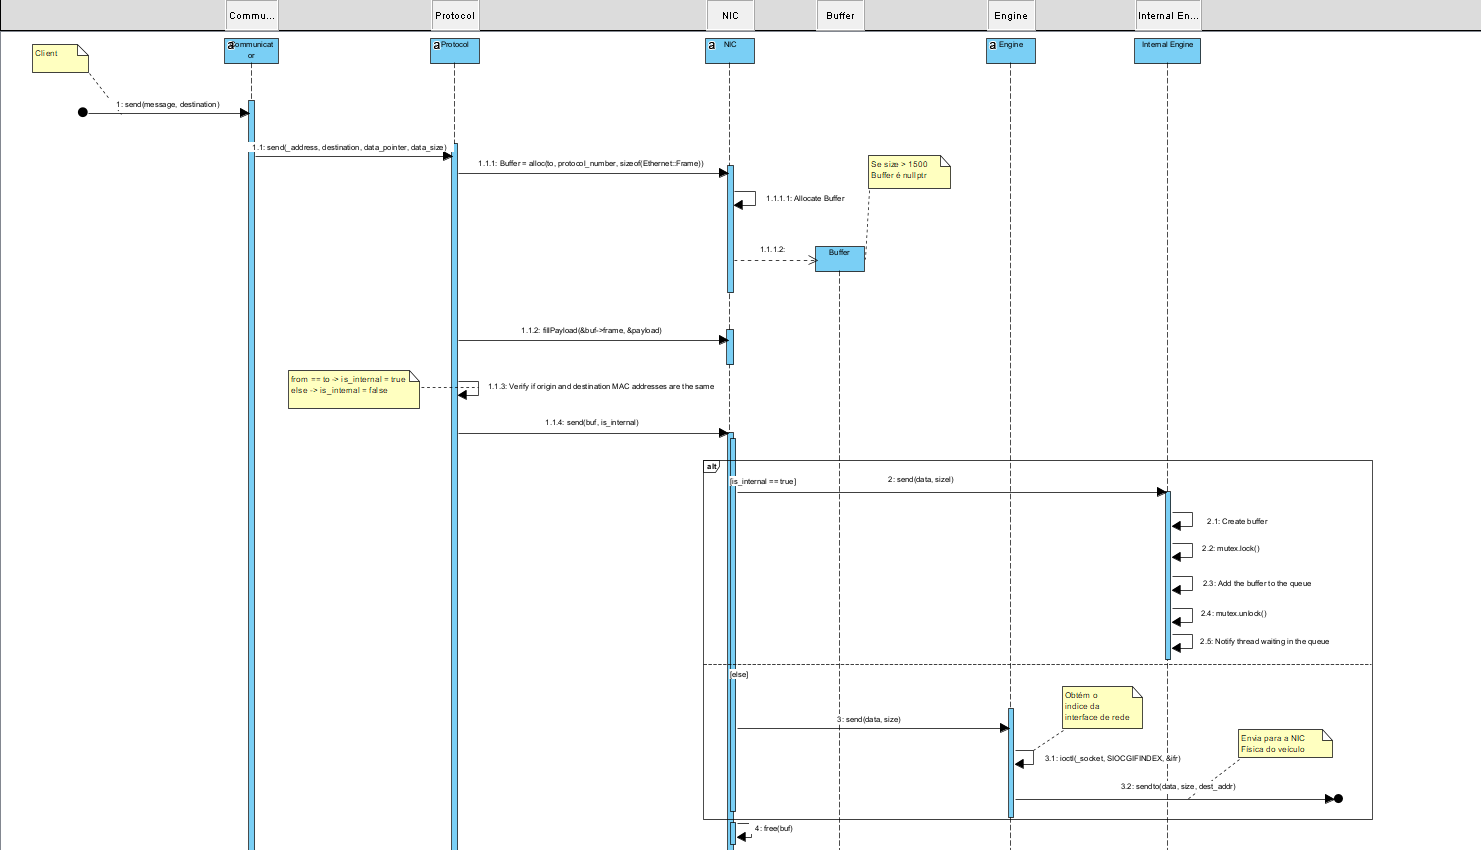 Commu...
Protocol
NIC
Buffer
Engine
Internal En...
Client
a
Communicat
or
a
Protocol
a
NIC
a
Engine
Internal Engine
1: send(message, destination)
1.1: send(_address, destination, data_pointer, data_size)
1.1.1: Buffer = alloc(to, protocol_number, sizeof(Ethernet::Frame))
Se size > 1500
Buffer é nullptr
1.1.1.1: Allocate Buffer
1.1.1.2:
Buffer
1.1.2: fillPayload(&buf->frame, &payload)
from == to -> is_internal = true
else -> is_internal = false
1.1.3: Verify if origin and destination MAC addresses are the same
1.1.4: send(buf, is_internal)
alt
[is_internal == true]
2: send(data, sizel)
2.1: Create buffer
2.2: mutex.lock()
2.3: Add the buffer to the queue
2.4: mutex.unlock()
2.5: Notify thread waiting in the queue
[else]
Obtém o
índice da
interface de rede
3: send(data, size)
Envia para a NIC
Física do veículo
3.1: ioctl(_socket, SIOCGIFINDEX, &ifr)
3.2: sendto(data, size, dest_addr)
4: free(buf)